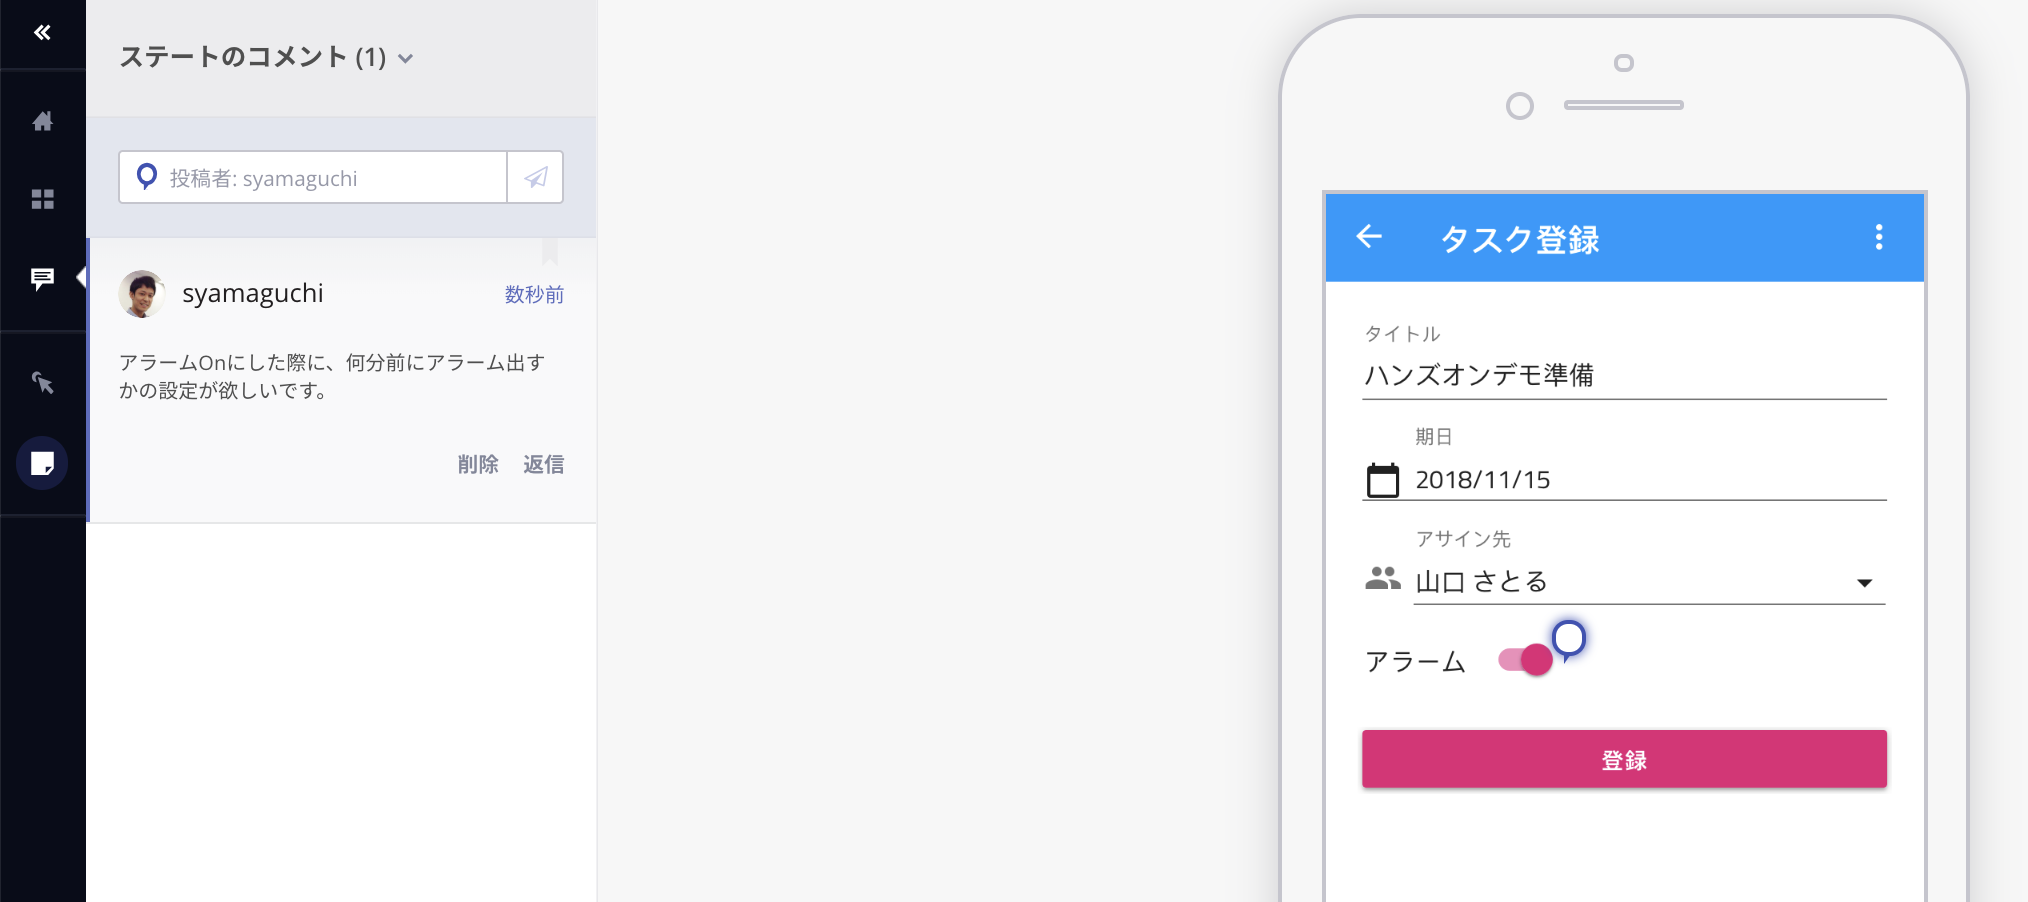 ステートのコメント (1)
投稿者: syamaguchi
syamaguchi
数秒前
アラームOnにした際に、何分前にアラーム出す
かの設定が欲しいです。
削除 返信
タスク登録
タイトル
ハンズオンデモ準備
期日
2018/11/15
アサイン先
山口 さとる
アラーム
登録